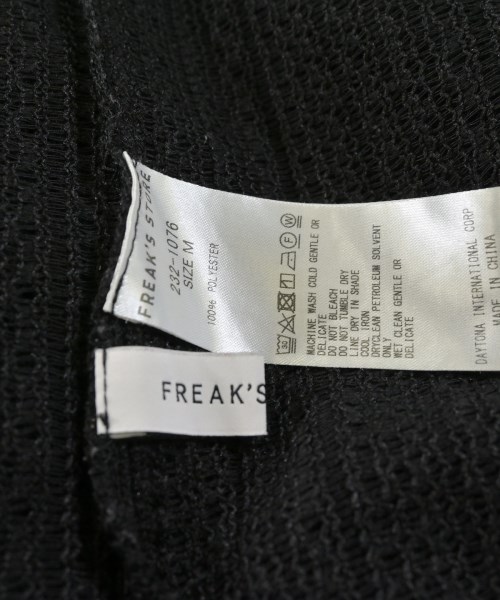 FREAK'S STORE
232-1076
SIZE M
100% POLYESTER
MACHINE WASH COLD GENTLE OR
DELICATE
DO NOT BLEACH
DO NOT TUMBLE DRY
LINE DRY IN SHADE
COOL IRON
DRYCLEAN PETROLEUM SOLVENT
ONLY
WET CLEAN GENTLE OR
DELICATE
DAYTONA INTERNATIONAL CORP
MADE IN CHINA
FREAK'S